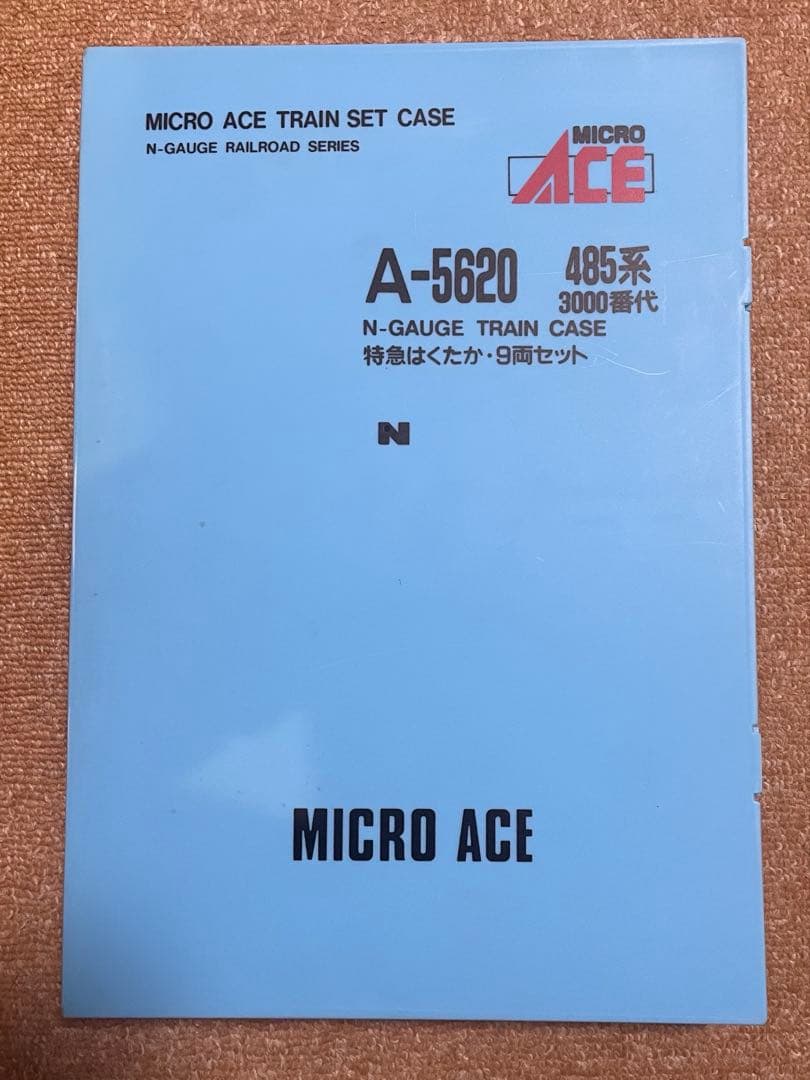 MICRO ACE TRAIN SET CASE
N-GAUGE RAILROAD SERIES
MICRO
ACE
A-5620 485系
3000番代
N-GAUGE TRAIN CASE
特急はくたか・9両セット
N
MICRO ACE